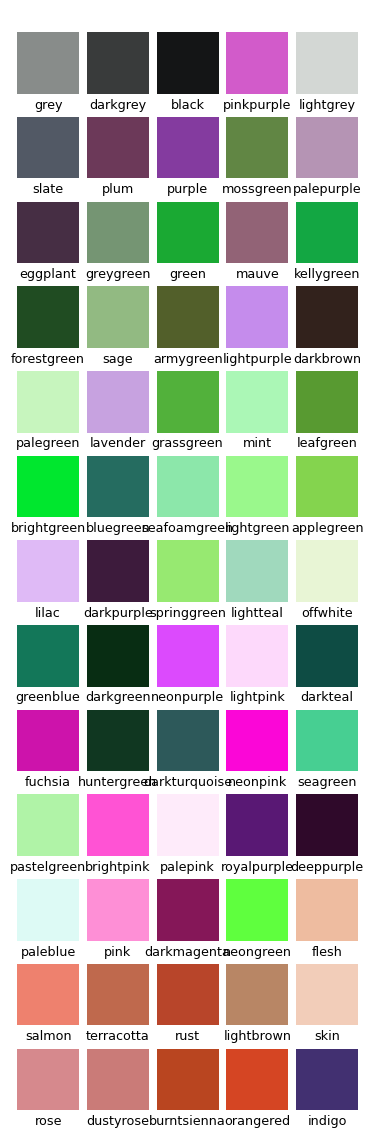 grey darkgrey black pinkpurple lightgrey
slate plum purple mossgreen palepurple
eggplant greygreen green mauve kellygreen
forestgreen sage armygreen lightpurple darkbrown
palegreen lavender grassgreen mint leafgreen
brightgreen bluegreen seafoamgreen lightgreen applegreen
lilac darkpurple springgreen lightteal offwhite
greenblue darkgreen neonpurple lightpink darkteal
fuchsia huntergreen darkturquoise neonpink seagreen
pastelgreen brightpink palepink royalpurple deeppurple
paleblue pink darkmagenta neongreen flesh
salmon terracotta rust lightbrown skin
rose dustyrose burntsienna orangered indigo